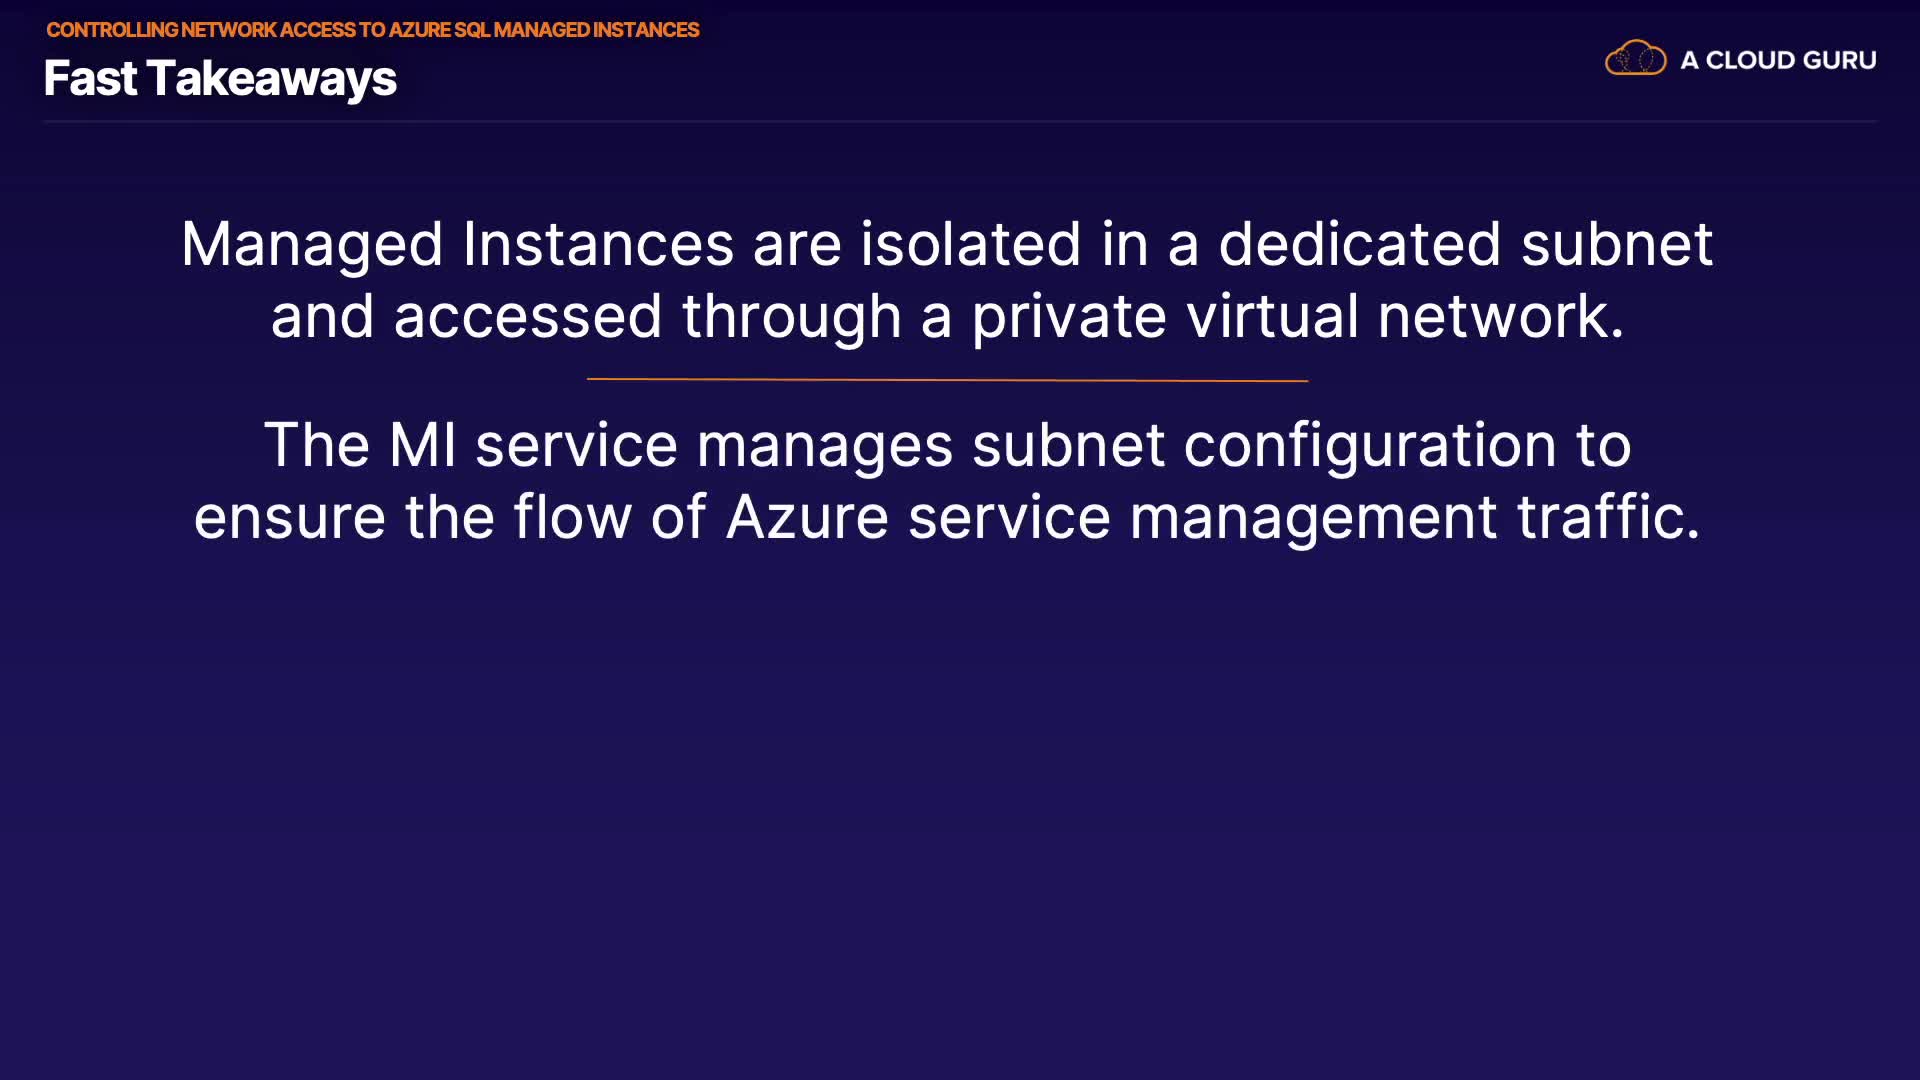 CONTROLLING NETWORK ACCESS TO AZURE SQL MANAGED INSTANCES
Fast Takeaways
A CLOUD GURU
Managed Instances are isolated in a dedicated subnet
and accessed through a private virtual network.
The MI service manages subnet configuration to
ensure the flow of Azure service management traffic.